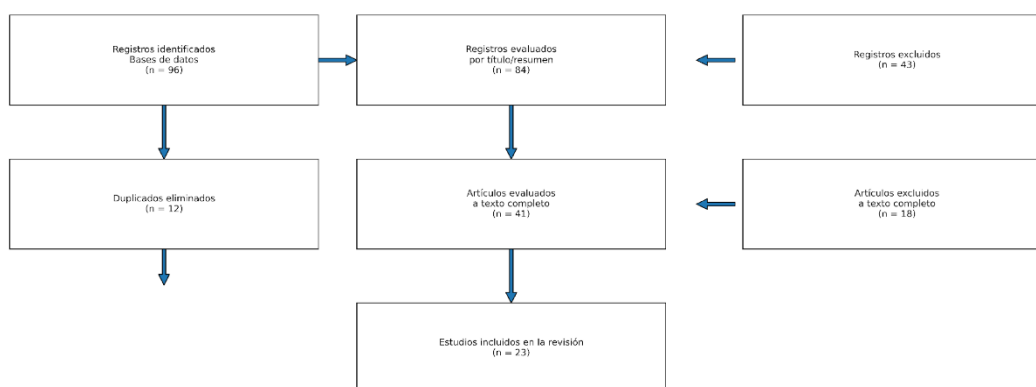 Registros identificados
Bases de datos
(n = 96)
Registros evaluados
por título/resumen
(n = 84)
Registros excluidos
(n = 43)
Duplicados eliminados
(n = 12)
Artículos evaluados
a texto completo
(n = 41)
Artículos excluidos
a texto completo
(n = 18)
Estudios incluidos en la revisión
(n = 23)